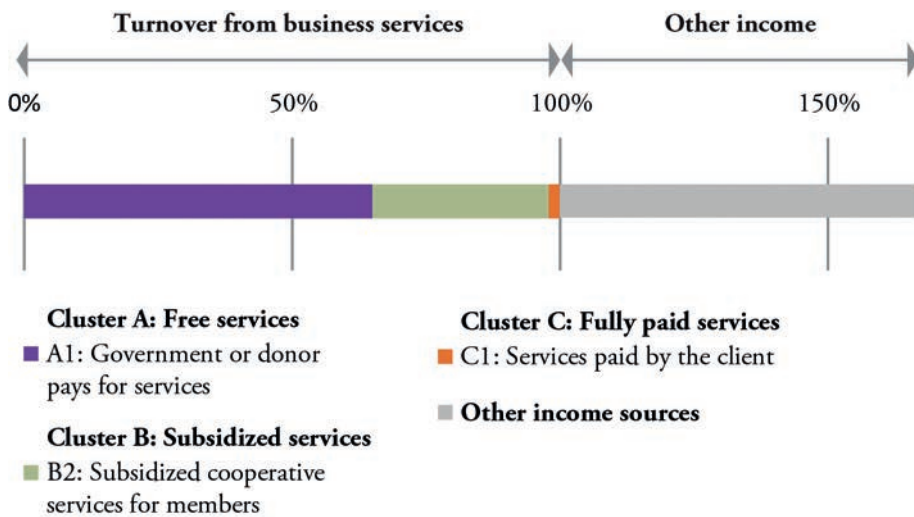 Turnover from business services
Other income
0%
50%
100%
150%
Cluster A: Free services
A1: Government or donor
pays for services
Cluster B: Subsidized services
B2: Subsidized cooperative
services for members
Cluster C: Fully paid services
C1: Services paid by the client
Other income sources